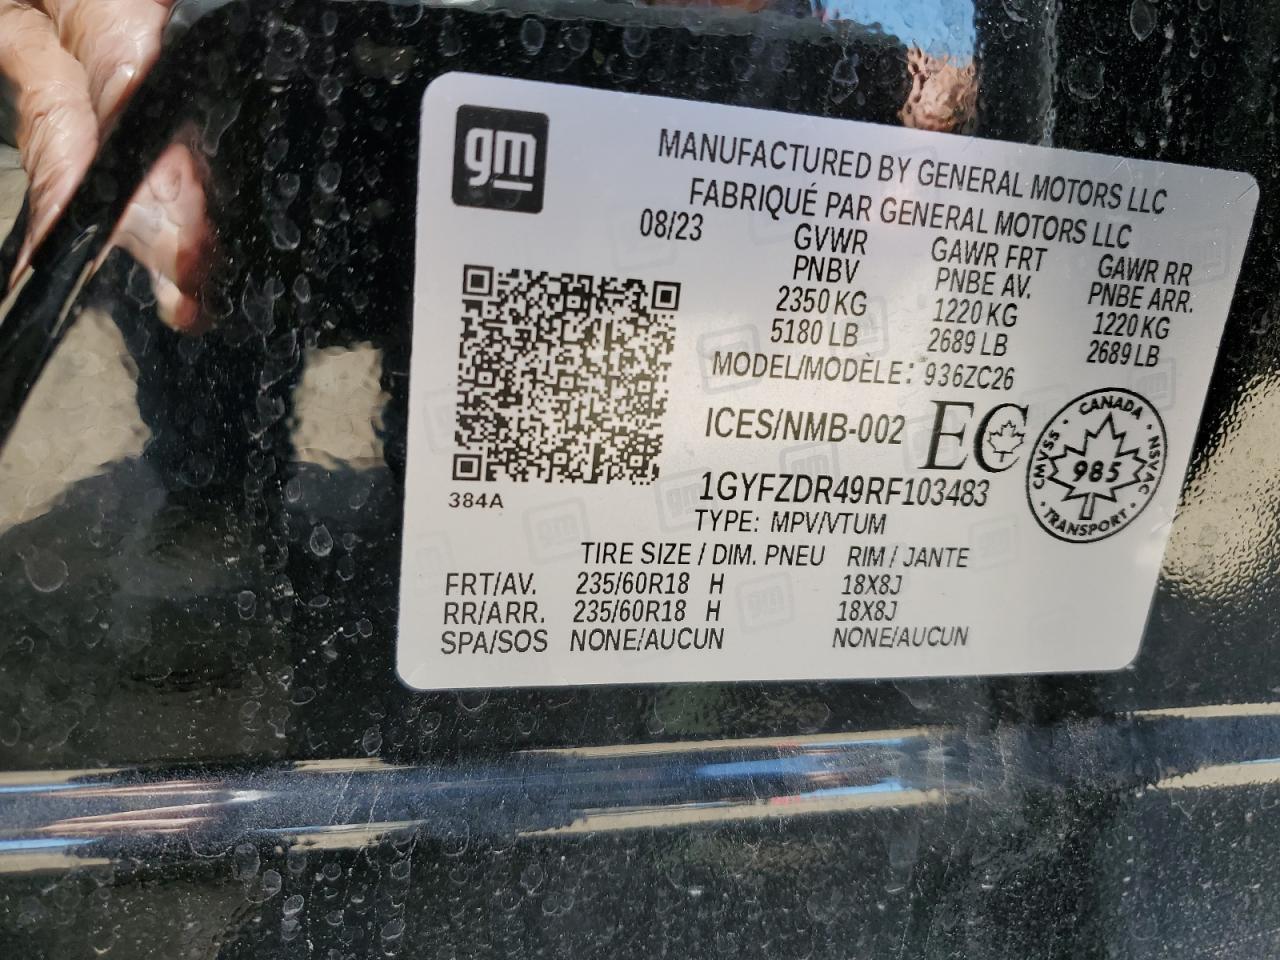 gm
MANUFACTURED BY GENERAL MOTORS LLC
FABRIQUÉ PAR GENERAL MOTORS LLC
08/23
GVWR GAWR FRT GAWR RR
PNBV PNBE AV. PNBE ARR.
2350 KG 1220 KG 1220 KG
5180 LB 2689 LB 2689 LB
MODEL/MODÈLE: 936ZC26
ICES/NMB-002 EC
CANADA
CMVSS 985 NSVAC
TRANSPORT
384A
1GYFZDR49RF103483
TYPE: MPV/VTUM
TIRE SIZE / DIM. PNEU RIM / JANTE
FRT/AV. 235/60R18 H 18X8J
RR/ARR. 235/60R18 H 18X8J
SPA/SOS NONE/AUCUN NONE/AUCUN